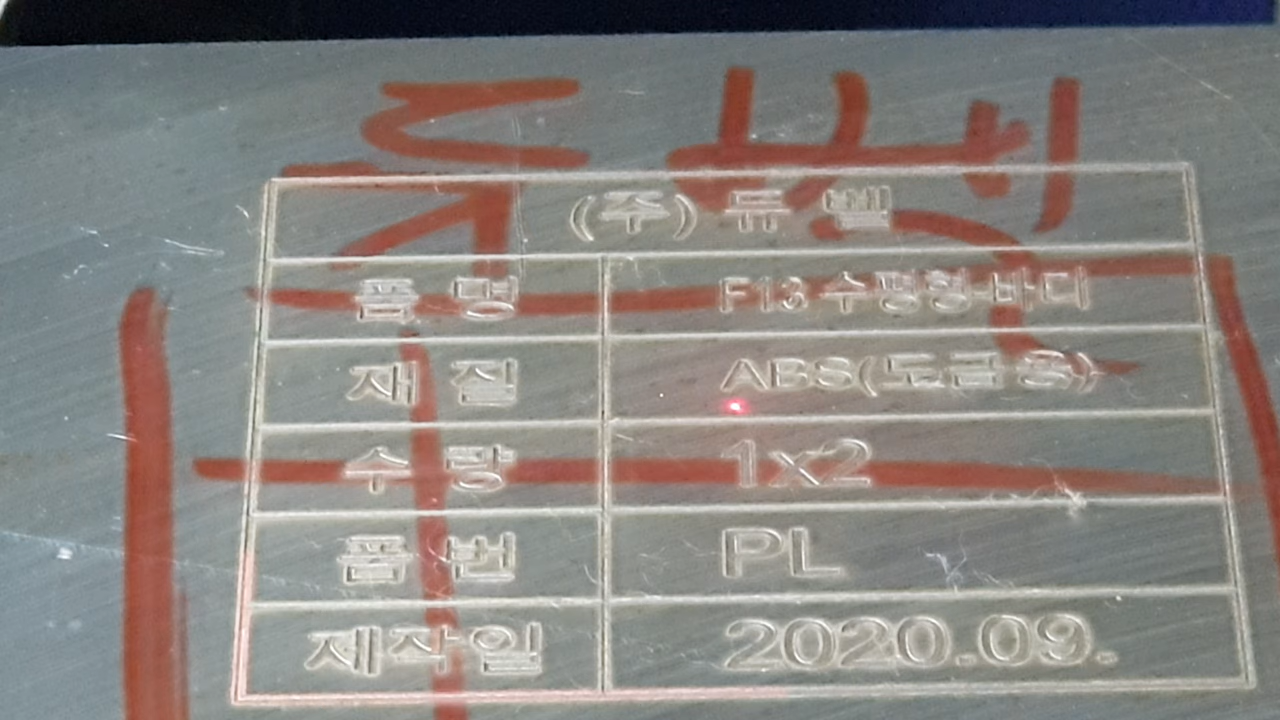 (주) 듀 벨
품 명 F13 수평형-바디
재 질 ABS(도금용)
수 량 1x2
품 번 PL
제작일 2020.09.